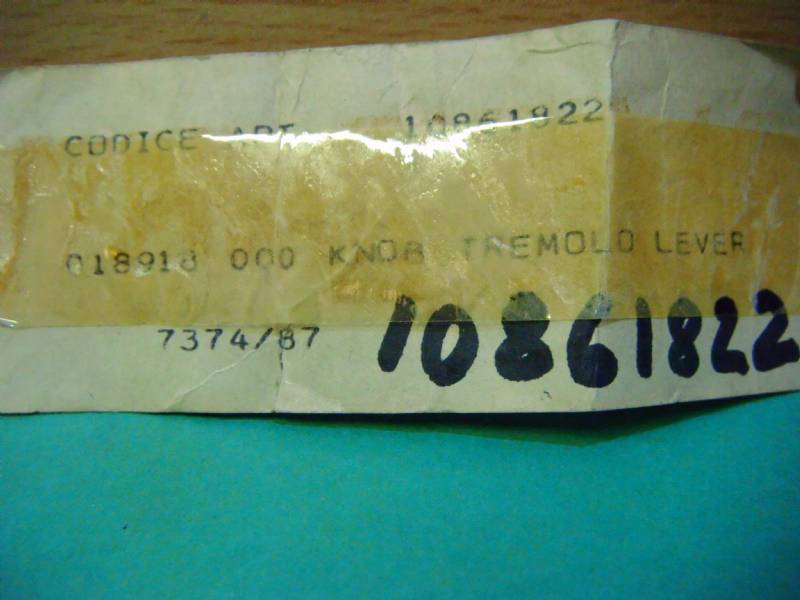 CODICE ART. 10861822
018918 000 KNOB TREMOLO LEVER
7374/87 10861822